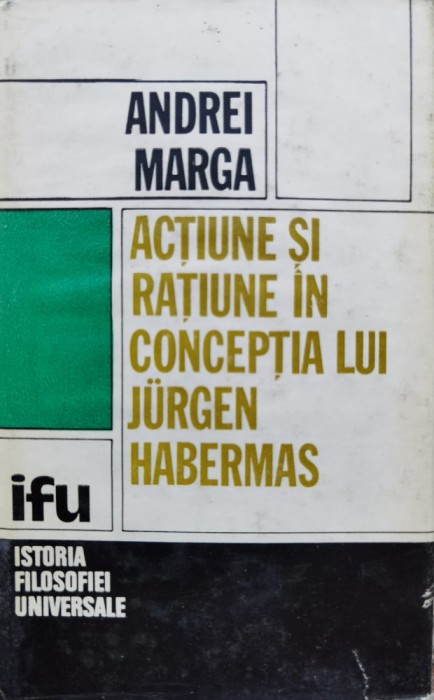 ANDREI
MARGA
ACȚIUNE ȘI
RAȚIUNE ÎN
CONCEPȚIA LUI
JÜRGEN
HABERMAS
ifu
ISTORIA
FILOSOFIEI
UNIVERSALE